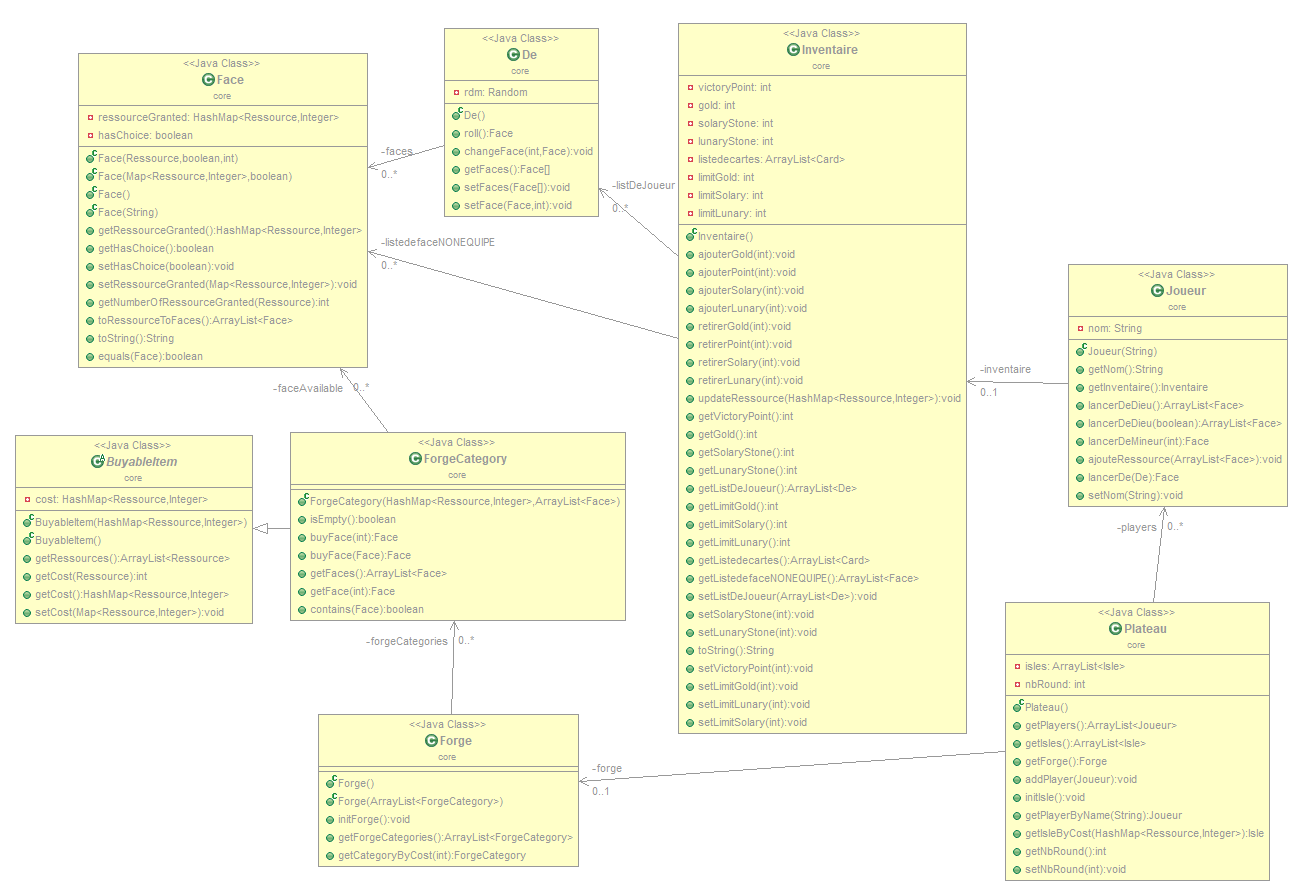 <<Java Class>>
Face
core
ressourceGranted: HashMap<Ressource,Integer>
hasChoice: boolean
Face(Ressource,boolean,int)
Face(Map<Ressource,Integer>,boolean)
Face()
Face(String)
getRessourceGranted():HashMap<Ressource,Integer>
getHasChoice():boolean
setHasChoice(boolean):void
setRessourceGranted(Map<Ressource,Integer>):void
getNumberOfRessourceGranted(Ressource):int
toRessourceToFaces():ArrayList<Face>
toString():String
equals(Face):boolean
<<Java Class>>
De
core
rdm: Random
De()
roll():Face
changeFace(int,Face):void
getFaces():Face[]
setFaces(Face[]):void
setFace(Face,int):void
-faces
0..*
-listDeJoueur
0..*
-listedefaceNONEQUIPE
0..*
<<Java Class>>
Inventaire
core
victoryPoint: int
gold: int
solaryStone: int
lunaryStone: int
listedecartes: ArrayList<Card>
limitGold: int
limitSolary: int
limitLunary: int
Inventaire()
ajouterGold(int):void
ajouterPoint(int):void
ajouterSolary(int):void
ajouterLunary(int):void
retirerGold(int):void
retirerPoint(int):void
retirerSolary(int):void
retirerLunary(int):void
updateRessource(HashMap<Ressource,Integer>):void
getVictoryPoint():int
getGold():int
getSolaryStone():int
getLunaryStone():int
getListDeJoueur():ArrayList<De>
getLimitGold():int
getLimitSolary():int
getLimitLunary():int
getListedecartes():ArrayList<Card>
getListedefaceNONEQUIPE():ArrayList<Face>
setListDeJoueur(ArrayList<De>):void
setSolaryStone(int):void
setLunaryStone(int):void
toString():String
setVictoryPoint(int):void
setLimitGold(int):void
setLimitLunary(int):void
setLimitSolary(int):void
<<Java Class>>
Joueur
core
nom: String
Joueur(String)
getNom():String
getInventaire():Inventaire
lancerDeDieu():ArrayList<Face>
lancerDeDieu(boolean):ArrayList<Face>
lancerDeMineur(int):Face
ajouteRessource(ArrayList<Face>):void
lancerDe(De):Face
setNom(String):void
-inventaire
0..1
-faceAvailable
0..*
<<Java Class>>
BuyableItem
core
cost: HashMap<Ressource,Integer>
BuyableItem(HashMap<Ressource,Integer>)
BuyableItem()
getRessources():ArrayList<Ressource>
getCost(Ressource):int
getCost():HashMap<Ressource,Integer>
setCost(Map<Ressource,Integer>):void
<<Java Class>>
ForgeCategory
core
ForgeCategory(HashMap<Ressource,Integer>,ArrayList<Face>)
isEmpty():boolean
buyFace(int):Face
buyFace(Face):Face
getFaces():ArrayList<Face>
getFace(int):Face
contains(Face):boolean
-forgeCategories
0..*
-players
0..*
<<Java Class>>
Forge
core
Forge()
Forge(ArrayList<ForgeCategory>)
initForge():void
getForgeCategories():ArrayList<ForgeCategory>
getCategoryByCost(int):ForgeCategory
-forge
0..1
<<Java Class>>
Plateau
core
isles: ArrayList<Isle>
nbRound: int
Plateau()
getPlayers():ArrayList<Joueur>
getIsles():ArrayList<Isle>
getForge():Forge
addPlayer(Joueur):void
initIsle():void
getPlayerByName(String):Joueur
getIsleByCost(HashMap<Ressource,Integer>):Isle
getNbRound():int
setNbRound(int):void